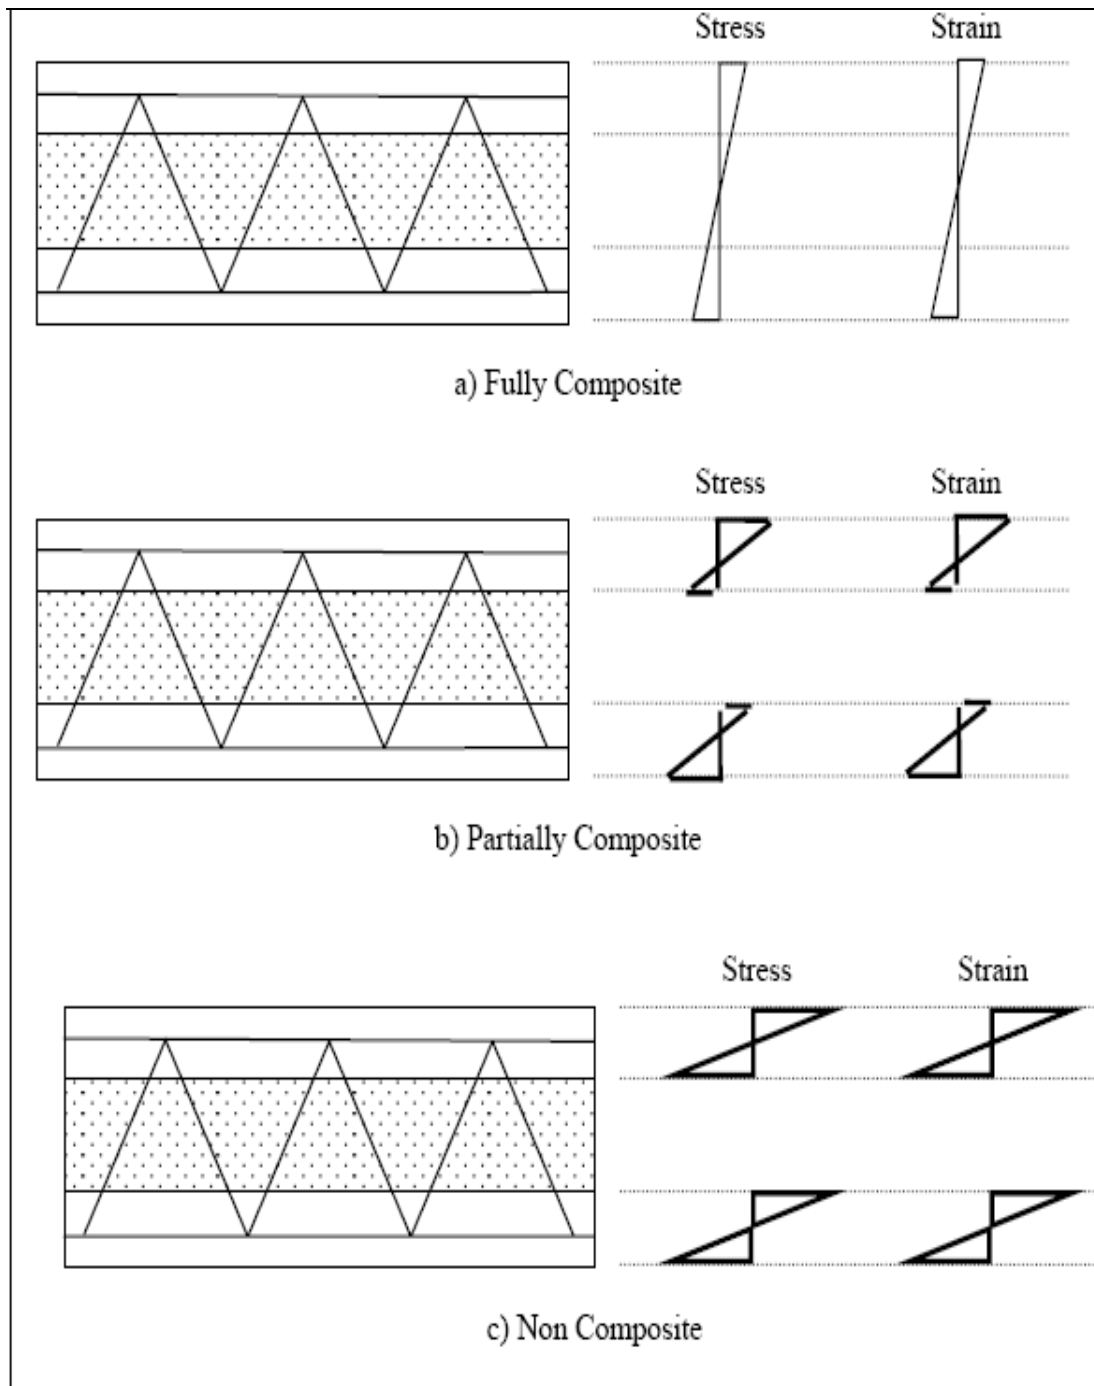 Stress Strain
a) Fully Composite
Stress Strain
b) Partially Composite
Stress Strain
c) Non Composite